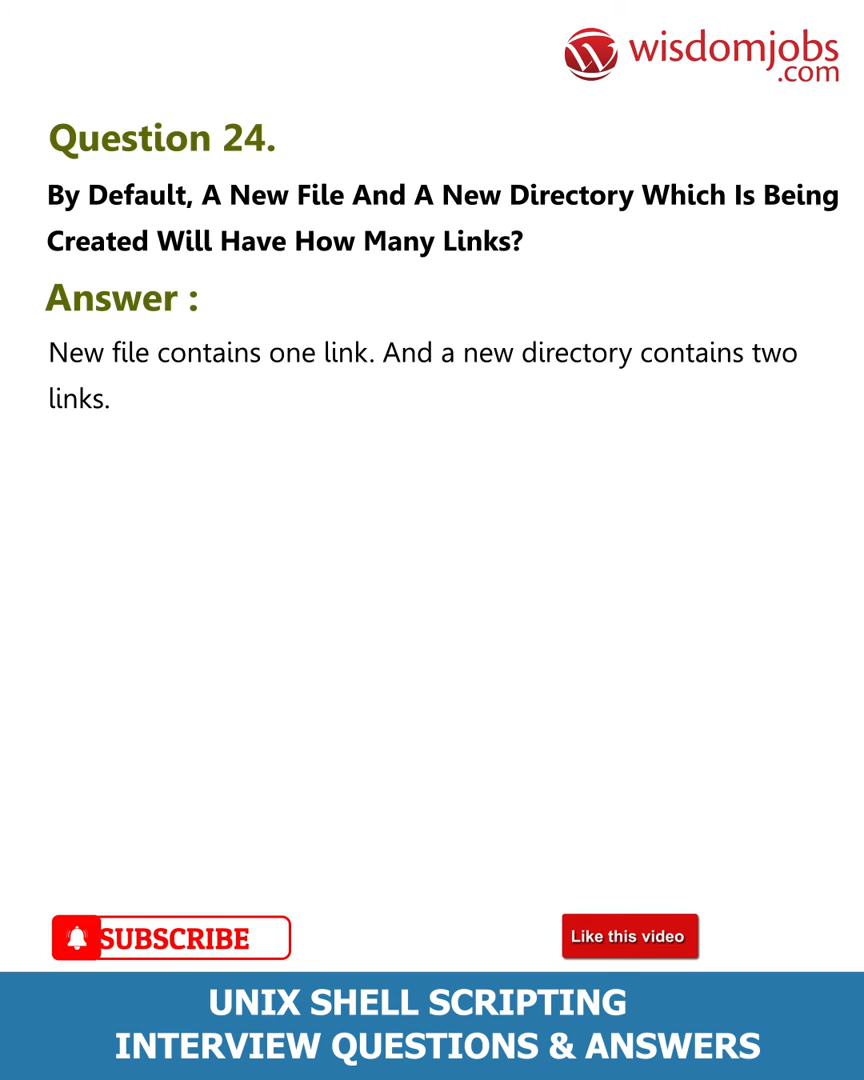 wisdomjobs
.com
Question 24.
By Default, A New File And A New Directory Which Is Being
Created Will Have How Many Links?
Answer :
New file contains one link. And a new directory contains two
links.
SUBSCRIBE
Like this video
UNIX SHELL SCRIPTING
INTERVIEW QUESTIONS & ANSWERS